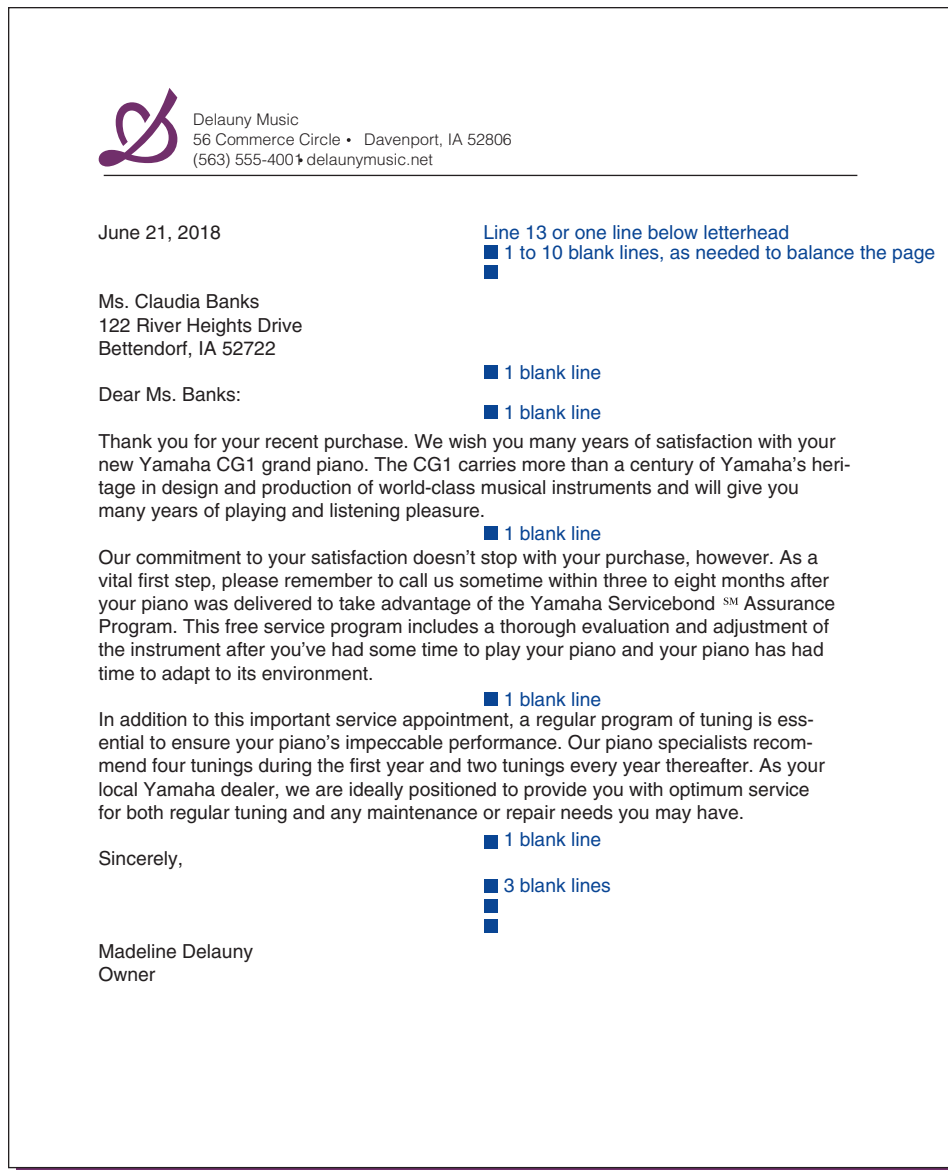 Delauny Music
56 Commerce Circle • Davenport, IA 52806
(563) 555-4001 • delaunymusic.net
June 21, 2018
Line 13 or one line below letterhead
■ 1 to 10 blank lines, as needed to balance the page
■
Ms. Claudia Banks
122 River Heights Drive
Bettendorf, IA 52722
■ 1 blank line
Dear Ms. Banks:
■ 1 blank line
Thank you for your recent purchase. We wish you many years of satisfaction with your
new Yamaha CG1 grand piano. The CG1 carries more than a century of Yamaha’s heri-
tage in design and production of world-class musical instruments and will give you
many years of playing and listening pleasure.
■ 1 blank line
Our commitment to your satisfaction doesn’t stop with your purchase, however. As a
vital first step, please remember to call us sometime within three to eight months after
your piano was delivered to take advantage of the Yamaha Servicebond ℠ Assurance
Program. This free service program includes a thorough evaluation and adjustment of
the instrument after you’ve had some time to play your piano and your piano has had
time to adapt to its environment.
■ 1 blank line
In addition to this important service appointment, a regular program of tuning is ess-
ential to ensure your piano’s impeccable performance. Our piano specialists recom-
mend four tunings during the first year and two tunings every year thereafter. As your
local Yamaha dealer, we are ideally positioned to provide you with optimum service
for both regular tuning and any maintenance or repair needs you may have.
■ 1 blank line
Sincerely,
■ 3 blank lines
■
■
Madeline Delauny
Owner